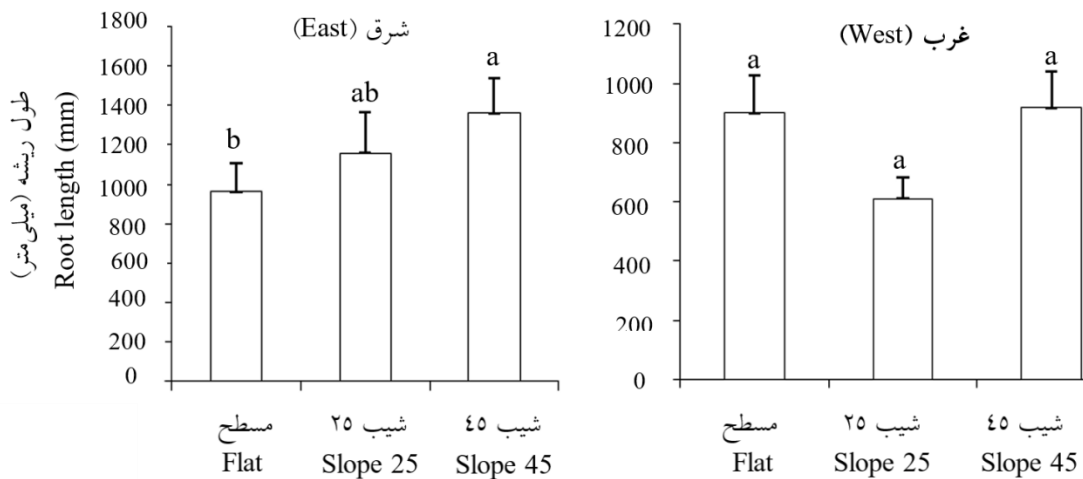 شرق (East)
طول ریشه (میلی‌متر)
Root length (mm)
1800
1600
1400
1200
1000
800
600
400
200
0
b
ab
a
مسطح
Flat
شیب ۲۵
Slope 25
شیب ٤٥
Slope 45
غرب (West)
1200
1000
800
600
400
200
0
a
a
a
مسطح
Flat
شیب ۲۵
Slope 25
شیب ٤٥
Slope 45